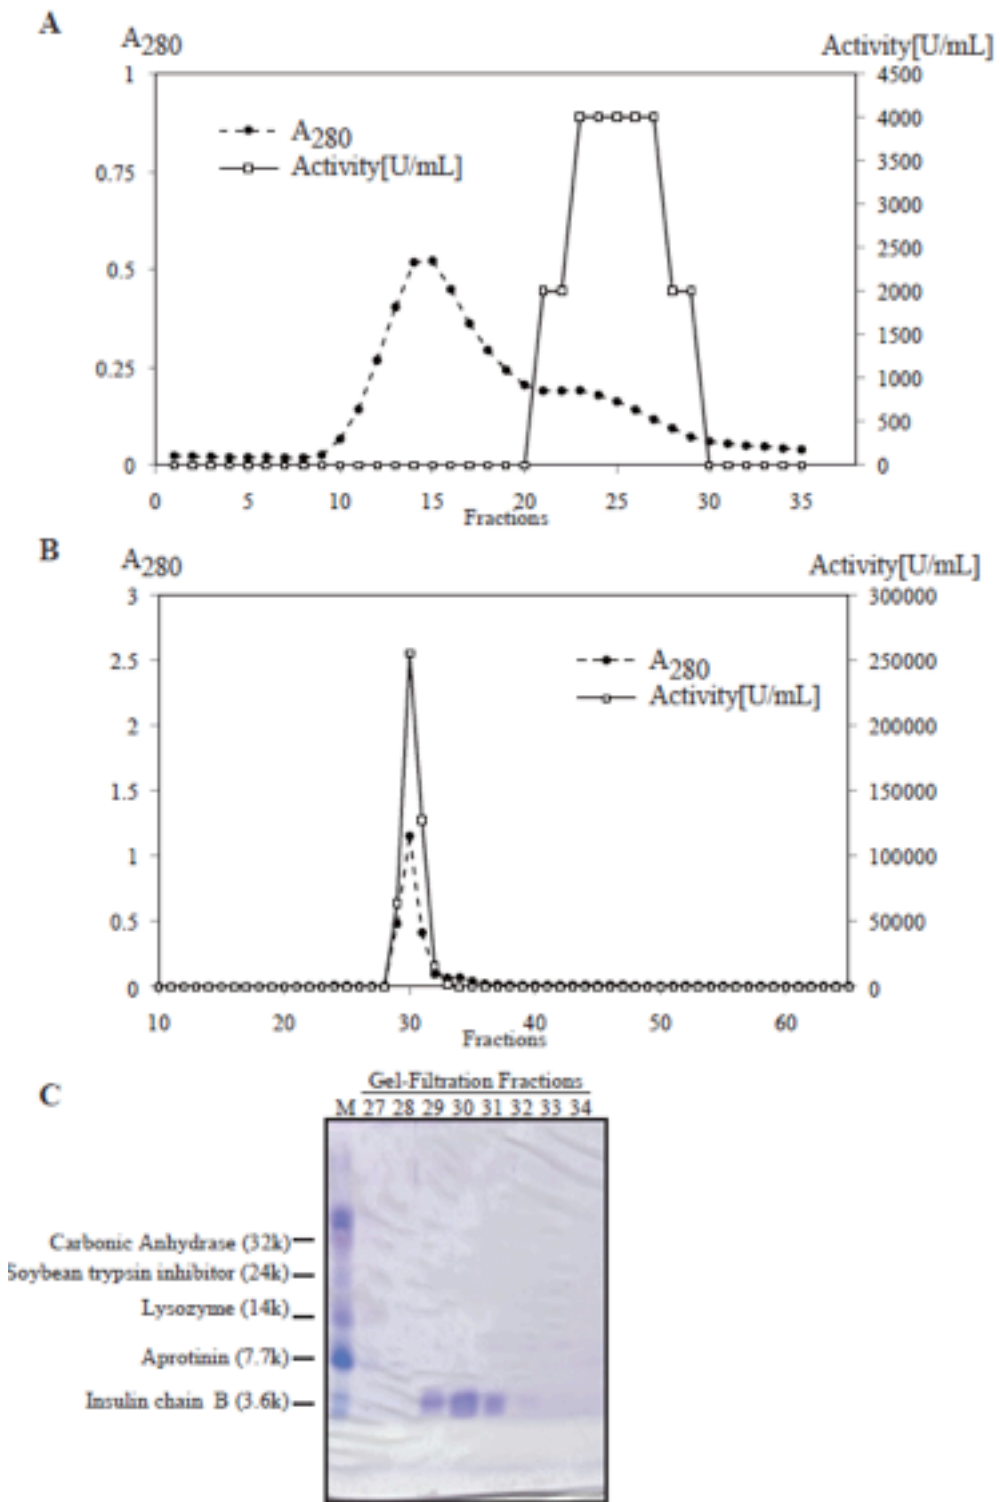 A
A280
Activity[U/mL]
1
4500
A280
Activity[U/mL]
4000
0.75
3500
3000
0.5
2500
2000
1500
0.25
1000
500
0
0
0 5 10 15 20 25 30 35
Fractions
B
A280
Activity[U/mL]
3
300000
A280
Activity[U/mL]
2.5
250000
2
200000
1.5
150000
1
100000
0.5
50000
0
0
10 20 30 40 50 60
Fractions
C
Gel-Filtration Fractions
M 27 28 29 30 31 32 33 34
Carbonic Anhydrase (32k)
Soybean trypsin inhibitor (24k)
Lysozyme (14k)
Aprotinin (7.7k)
Insulin chain B (3.6k)